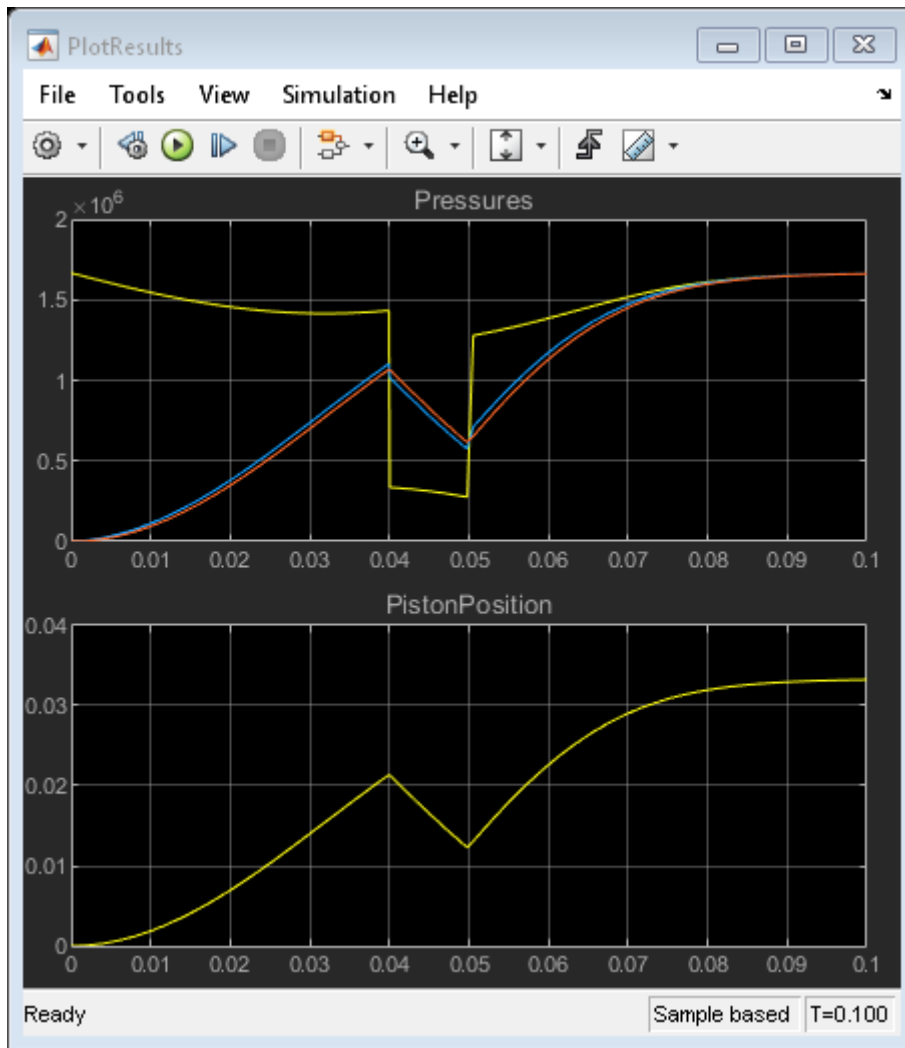 PlotResults
File Tools View Simulation Help
Pressures
×10⁶
2
1.5
1
0.5
0
0 0.01 0.02 0.03 0.04 0.05 0.06 0.07 0.08 0.09 0.1
PistonPosition
0.04
0.03
0.02
0.01
0
0 0.01 0.02 0.03 0.04 0.05 0.06 0.07 0.08 0.09 0.1
Ready Sample based T=0.100